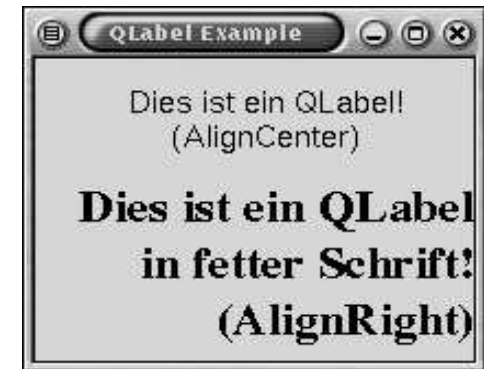 QLabel Example
Dies ist ein QLabel!
(AlignCenter)
Dies ist ein QLabel
in fetter Schrift!
(AlignRight)